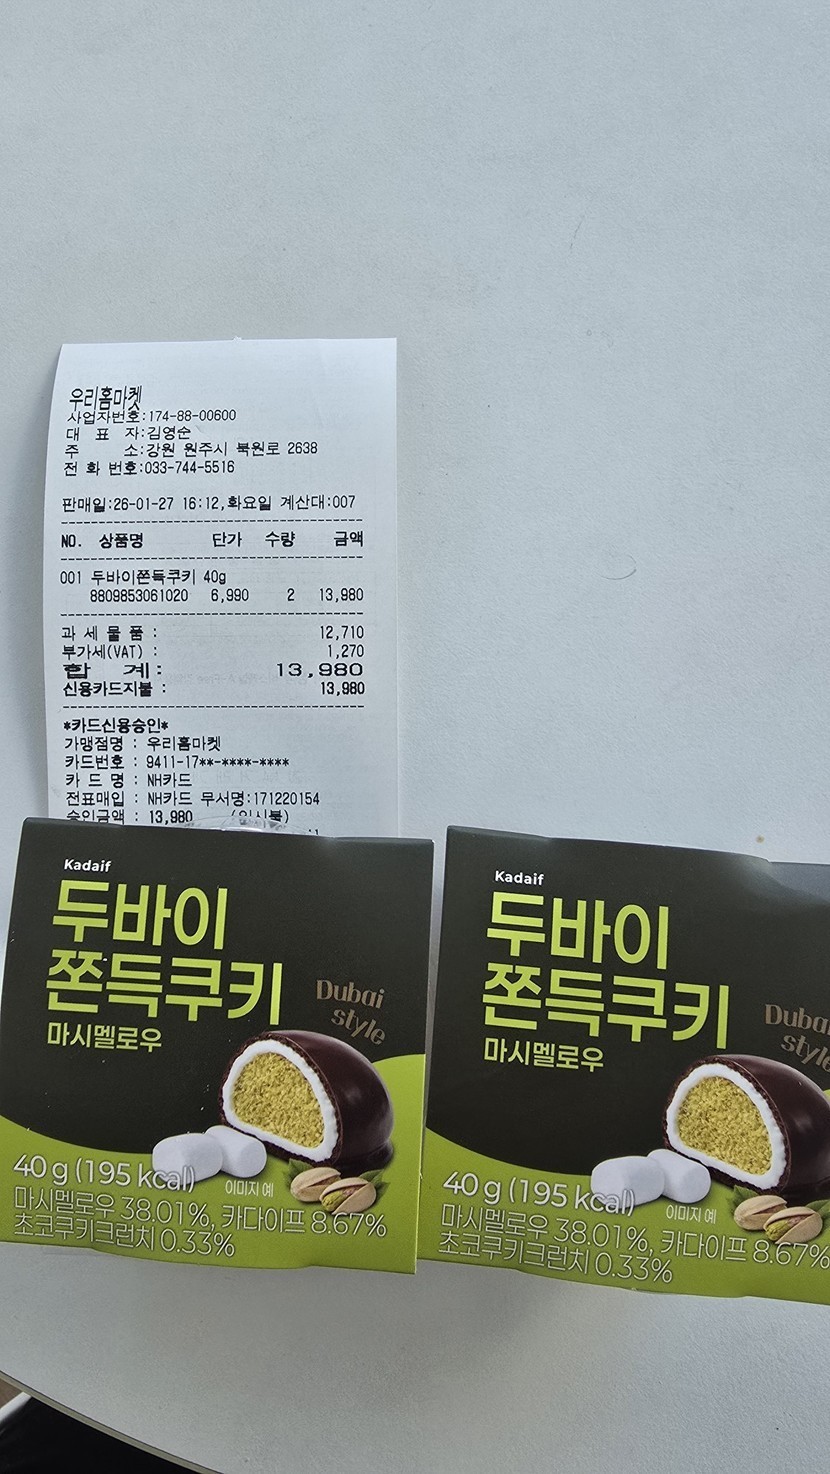 우리홈마켓
사업자번호:174-88-00600
대 표 자:김영순
주 소:강원 원주시 북원로 2638
전 화 번호:033-744-5516
판매일:26-01-27 16:12,화요일 계산대:007
NO. 상품명 단가 수량 금액
001 두바이쫀득쿠키 40g
8809853061020 6,990 2 13,980
과 세 물 품 : 12,710
부가세(VAT) : 1,270
합 계: 13,980
신용카드지불 : 13,980
*카드신용승인*
가맹점명 : 우리홈마켓
카드번호 : 9411-17**-****-****
카 드 명 : NH카드
전표매입 : NH카드 무서명:171220154
승인금액 : 13,980 (일시불)
Kadaif
두바이
쫀득쿠키
마시멜로우
Dubai
style
40 g (195 kcal)
이미지 예
마시멜로우 38.01%, 카다이프 8.67%
초코쿠키크런치 0.33%
Kadaif
두바이
쫀득쿠키
마시멜로우
Dubai
style
40 g (195 kcal)
이미지 예
마시멜로우 38.01%, 카다이프 8.67%
초코쿠키크런치 0.33%